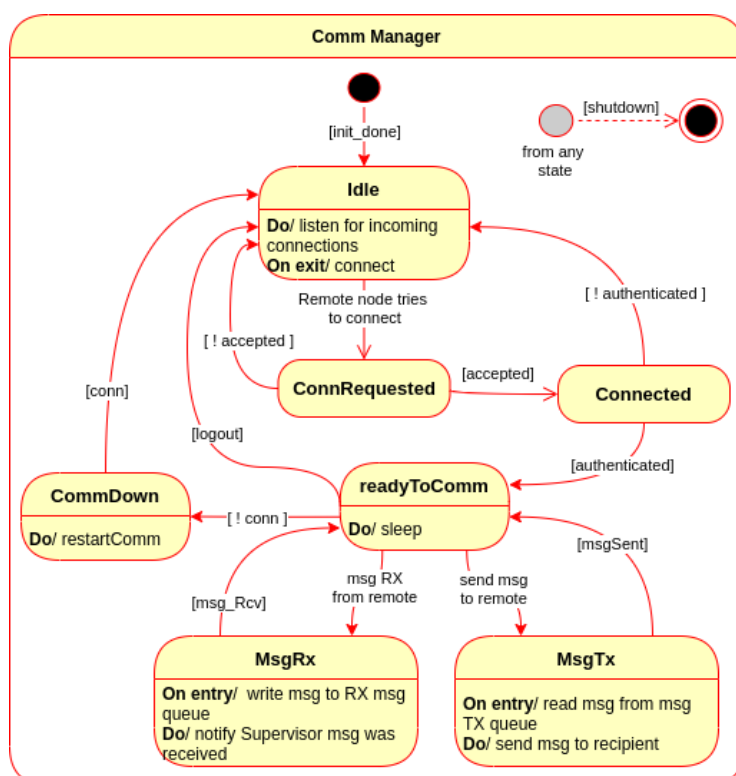 Comm Manager
[init_done]
[shutdown]
from any
state
Idle
Do/ listen for incoming
connections
On exit/ connect
[ ! authenticated ]
Remote node tries
to connect
[ ! accepted ]
[accepted]
ConnRequested
Connected
[conn]
[logout]
[authenticated]
CommDown
Do/ restartComm
readyToComm
Do/ sleep
[ ! conn ]
[msgSent]
msg RX
from remote
send msg
to remote
[msg_Rcv]
MsgRx
On entry/ write msg to RX msg
queue
Do/ notify Supervisor msg was
received
MsgTx
On entry/ read msg from msg
TX queue
Do/ send msg to recipient